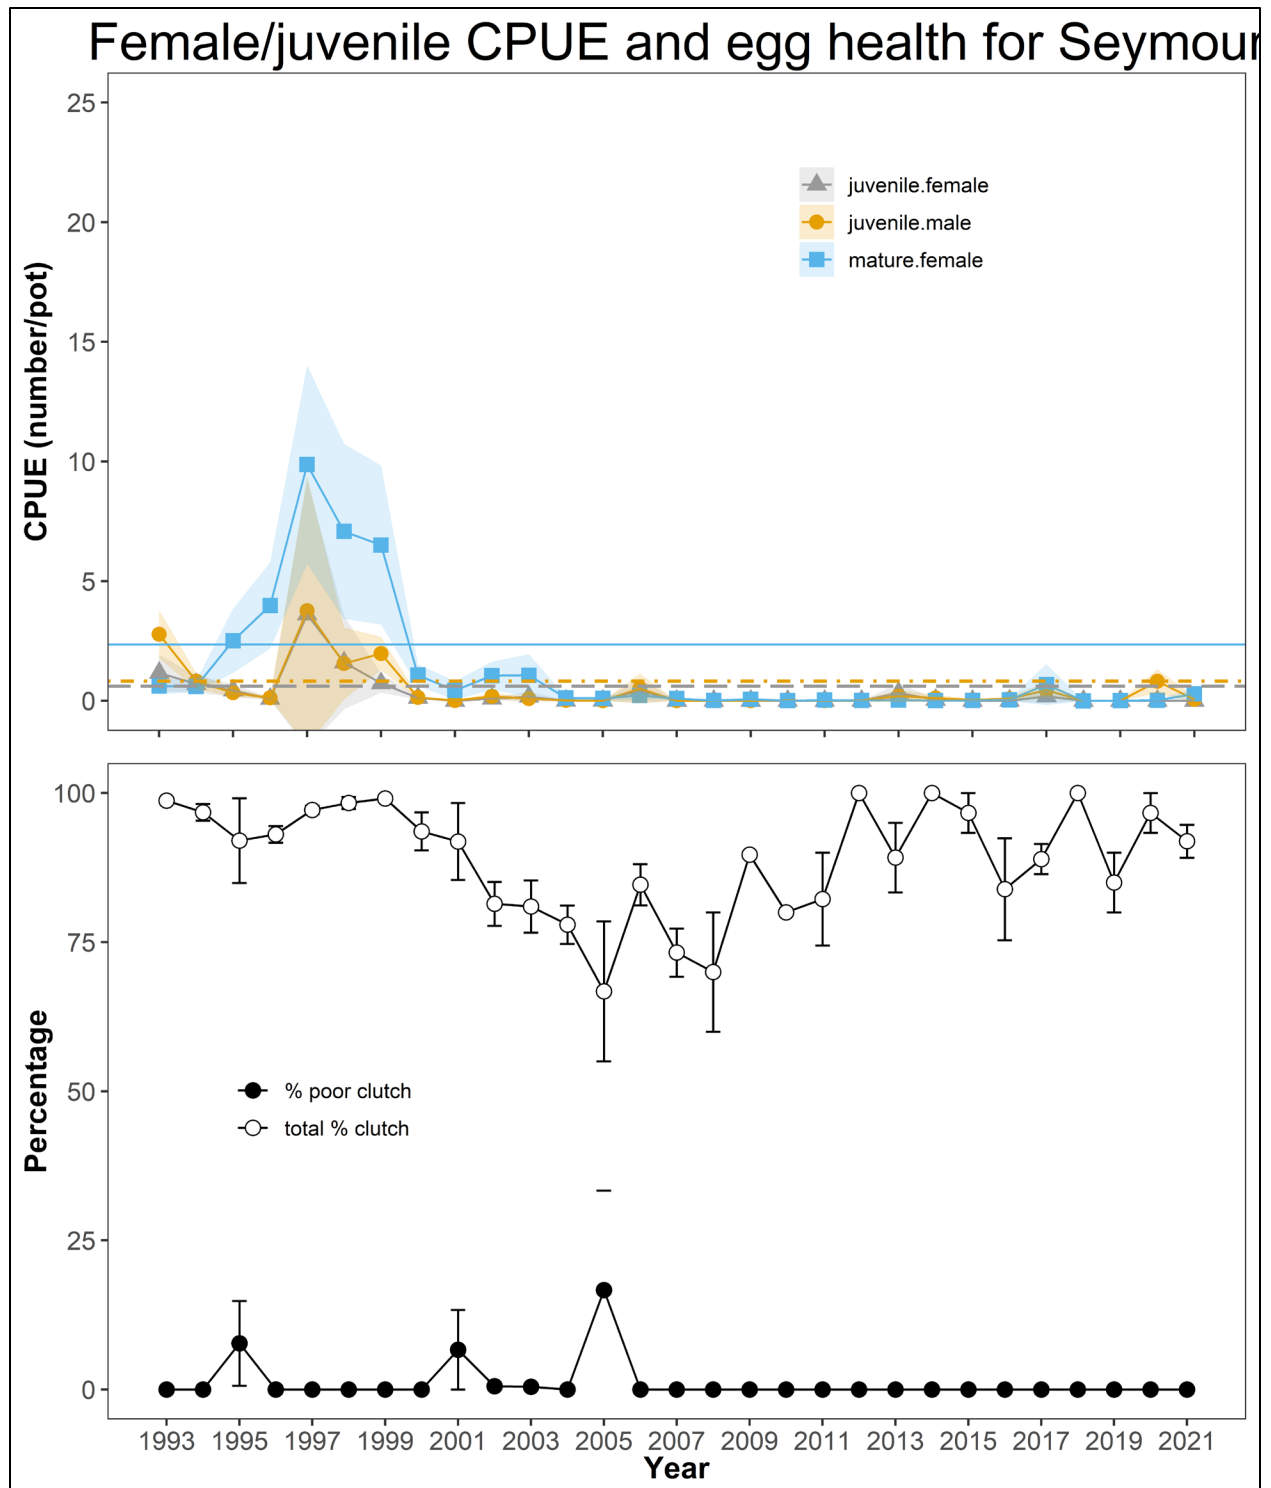 Female/juvenile CPUE and egg health for Seymour
CPUE (number/pot)
25
20
15
10
5
0
juvenile.female
juvenile.male
mature.female
Percentage
100
75
50
25
0
% poor clutch
total % clutch
1993 1995 1997 1999 2001 2003 2005 2007 2009 2011 2013 2015 2017 2019 2021
Year